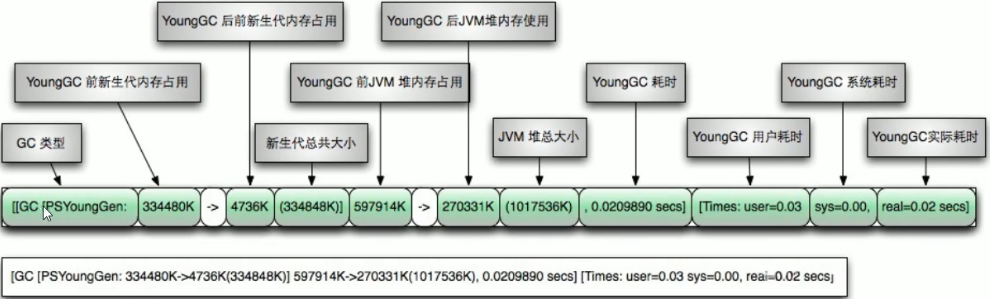 YoungGC 后前新生代内存占用
YoungGC 后JVM堆内存使用
YoungGC 前新生代内存占用
YoungGC 前JVM 堆内存占用
YoungGC 耗时
YoungGC 系统耗时
GC 类型
新生代总共大小
JVM 堆总大小
YoungGC 用户耗时
YoungGC实际耗时
[[GC [PSYoungGen: 334480K -> 4736K (334848K)] 597914K -> 270331K (1017536K) , 0.0209890 secs] [Times: user=0.03 sys=0.00, real=0.02 secs]
[GC [PSYoungGen: 334480K->4736K(334848K)] 597914K->270331K(1017536K), 0.0209890 secs] [Times: user=0.03 sys=0.00, real=0.02 secs]